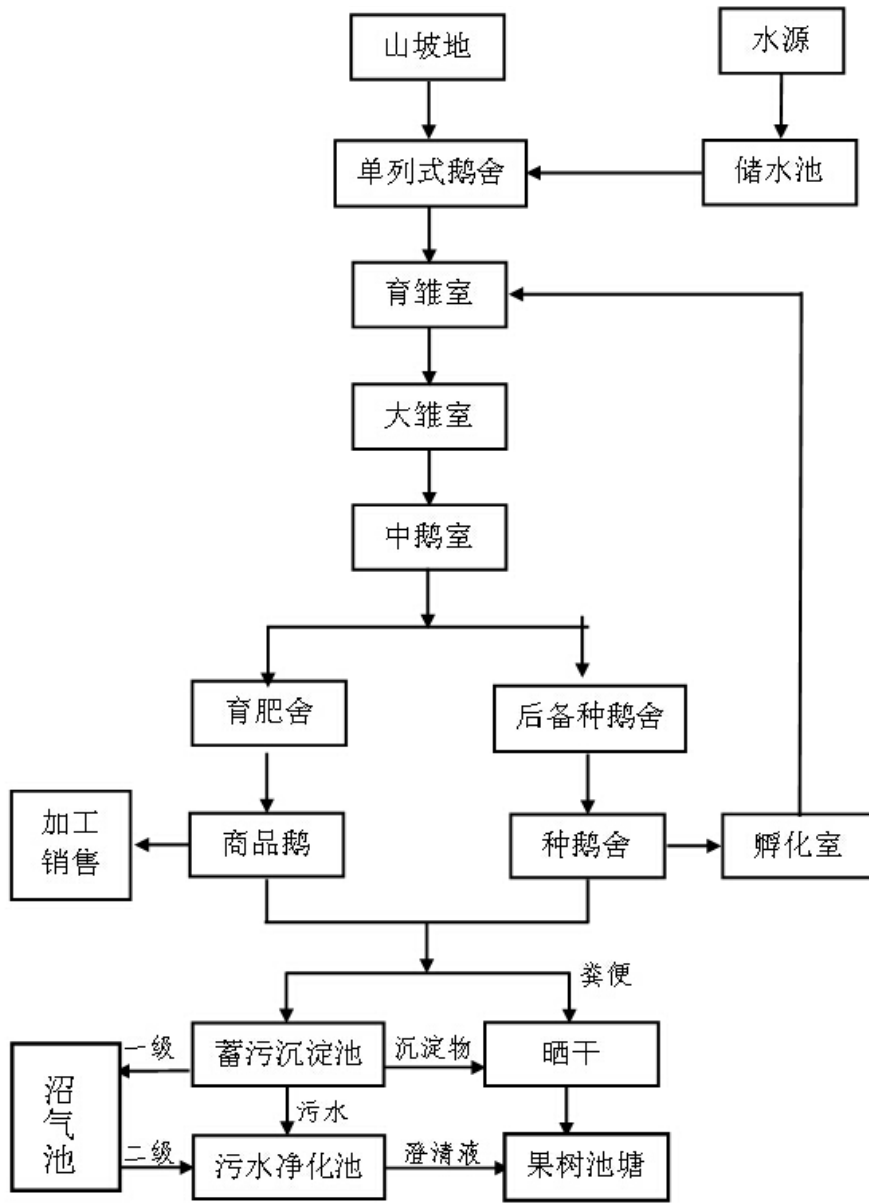 山坡地
水源
单列式鹅舍
储水池
育雏室
大雏室
中鹅室
育肥舍
后备种鹅舍
加工
销售
商品鹅
种鹅舍
孵化室
粪便
一级
蓄污沉淀池
沉淀物
晒干
沼
气
池
污水
二级
污水净化池
澄清液
果树池塘